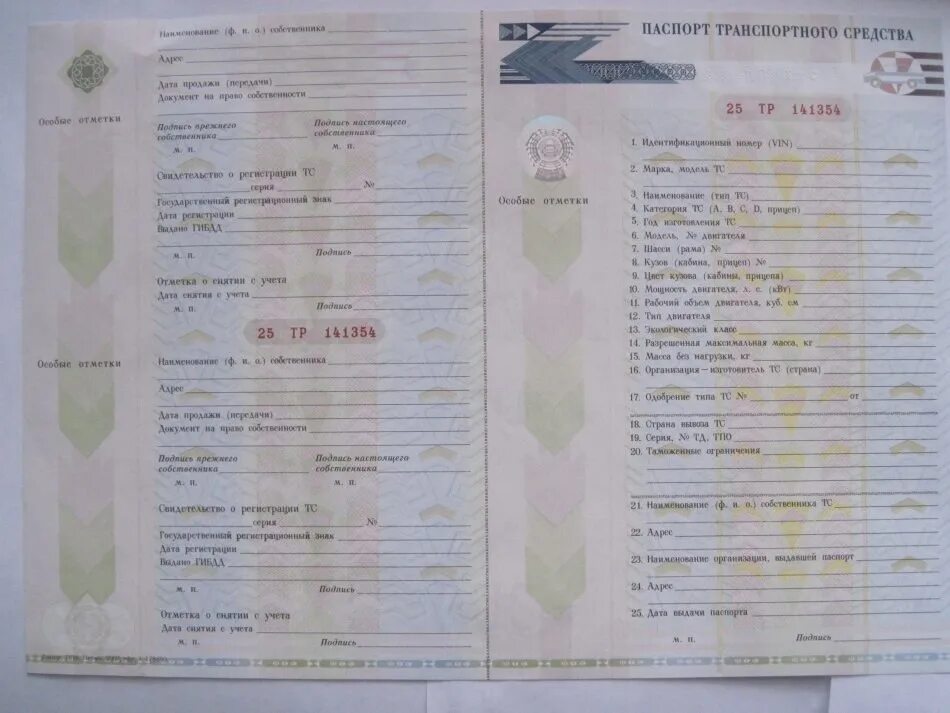 Наименование (ф. и. о.) собственника
Адрес
Дата продажи (передачи)
Документ на право собственности
Особые отметки
Подпись прежнего собственника
Подпись настоящего собственника
м. п.
м. п.
Свидетельство о регистрации ТС
серия №
Государственный регистрационный знак
Дата регистрации
Выдано ГИБДД
м. п. Подпись
Отметка о снятии с учета
Дата снятия с учета
м. п. Подпись
25 ТР 141354
Наименование (ф. и. о.) собственника
Особые отметки
Адрес
Дата продажи (передачи)
Документ на право собственности
Подпись прежнего собственника
Подпись настоящего собственника
м. п.
м. п.
Свидетельство о регистрации ТС
серия №
Государственный регистрационный знак
Дата регистрации
Выдано ГИБДД
м. п. Подпись
Отметка о снятии с учета
Дата снятия с учета
м. п. Подпись
ПАСПОРТ ТРАНСПОРТНОГО СРЕДСТВА
25 ТР 141354
Особые отметки
1. Идентификационный номер (VIN)
2. Марка, модель ТС
3. Наименование (тип ТС)
4. Категория ТС (А, В, С, D, прицеп)
5. Год изготовления ТС
6. Модель, № двигателя
7. Шасси (рама) №
8. Кузов (кабина, прицеп) №
9. Цвет кузова (кабины, прицепа)
10. Мощность двигателя, л. с. (кВт)
11. Рабочий объем двигателя, куб. см
12. Тип двигателя
13. Экологический класс
14. Разрешенная максимальная масса, кг
15. Масса без нагрузки, кг
16. Организация—изготовитель ТС (страна)
17. Одобрение типа ТС № от
18. Страна вывоза ТС
19. Серия, № ТД, ТПО
20. Таможенные ограничения
21. Наименование (ф. и. о.) собственника ТС
22. Адрес
23. Наименование организации, выдавшей паспорт
24. Адрес
25. Дата выдачи паспорта
м. п. Подпись